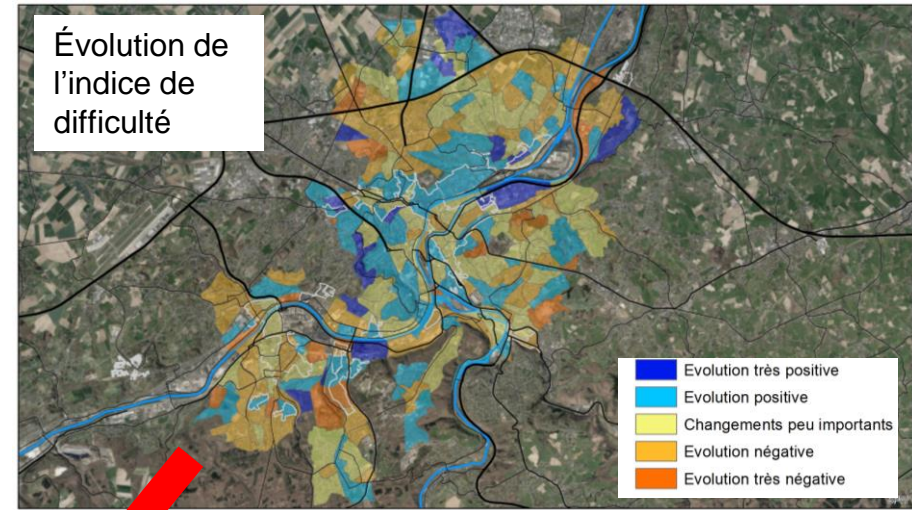 Évolution de
l’indice de
difficulté
Evolution très positive
Evolution positive
Changements peu importants
Evolution négative
Evolution très négative